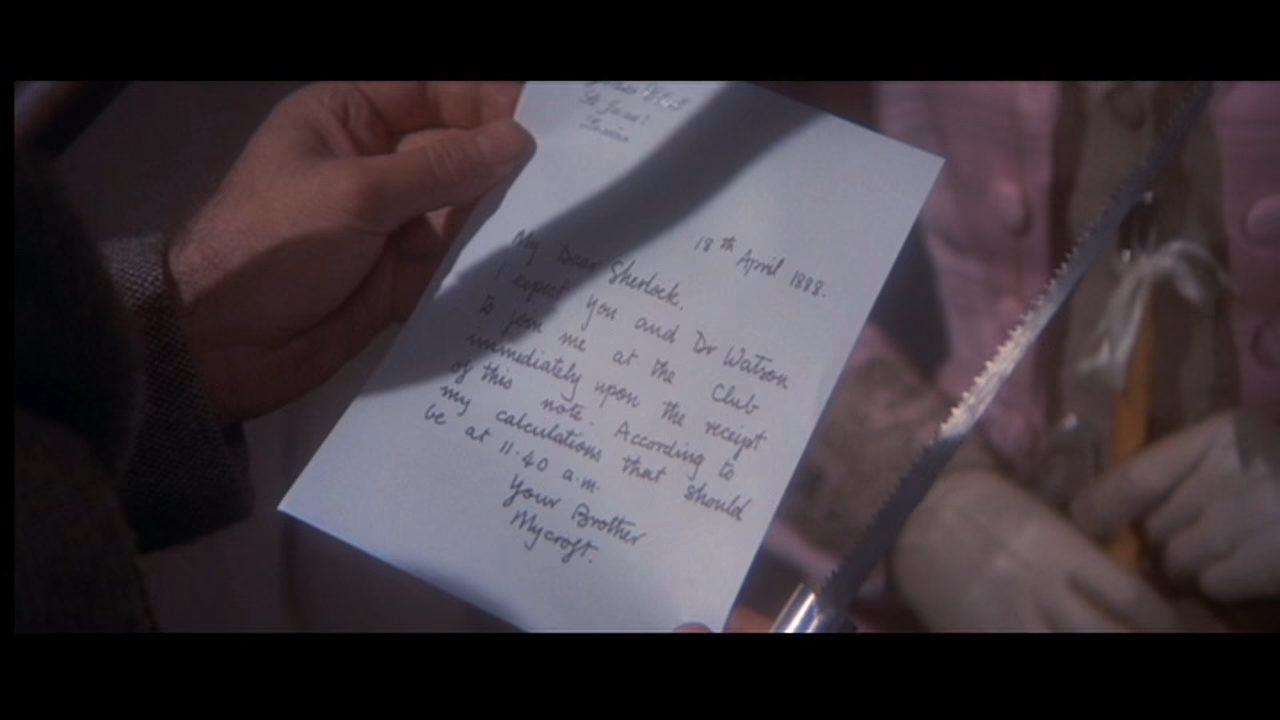 18th April 1888.
My Dear Sherlock,
I expect you and Dr Watson
to join me at the Club
immediately upon the receipt
of this note. According to
my calculations that should
be at 11.40 a.m.
Your Brother
Mycroft.